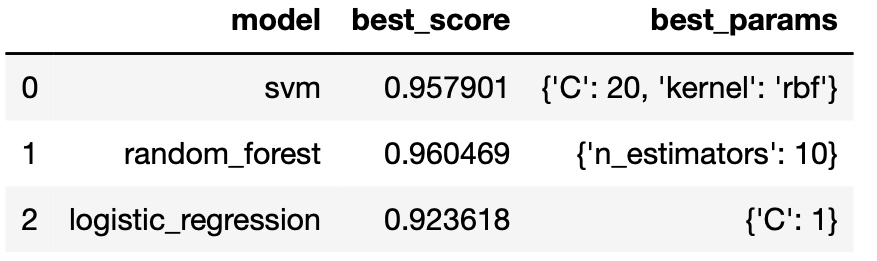 model best_score best_params
0 svm 0.957901 {'C': 20, 'kernel': 'rbf'}
1 random_forest 0.960469 {'n_estimators': 10}
2 logistic_regression 0.923618 {'C': 1}